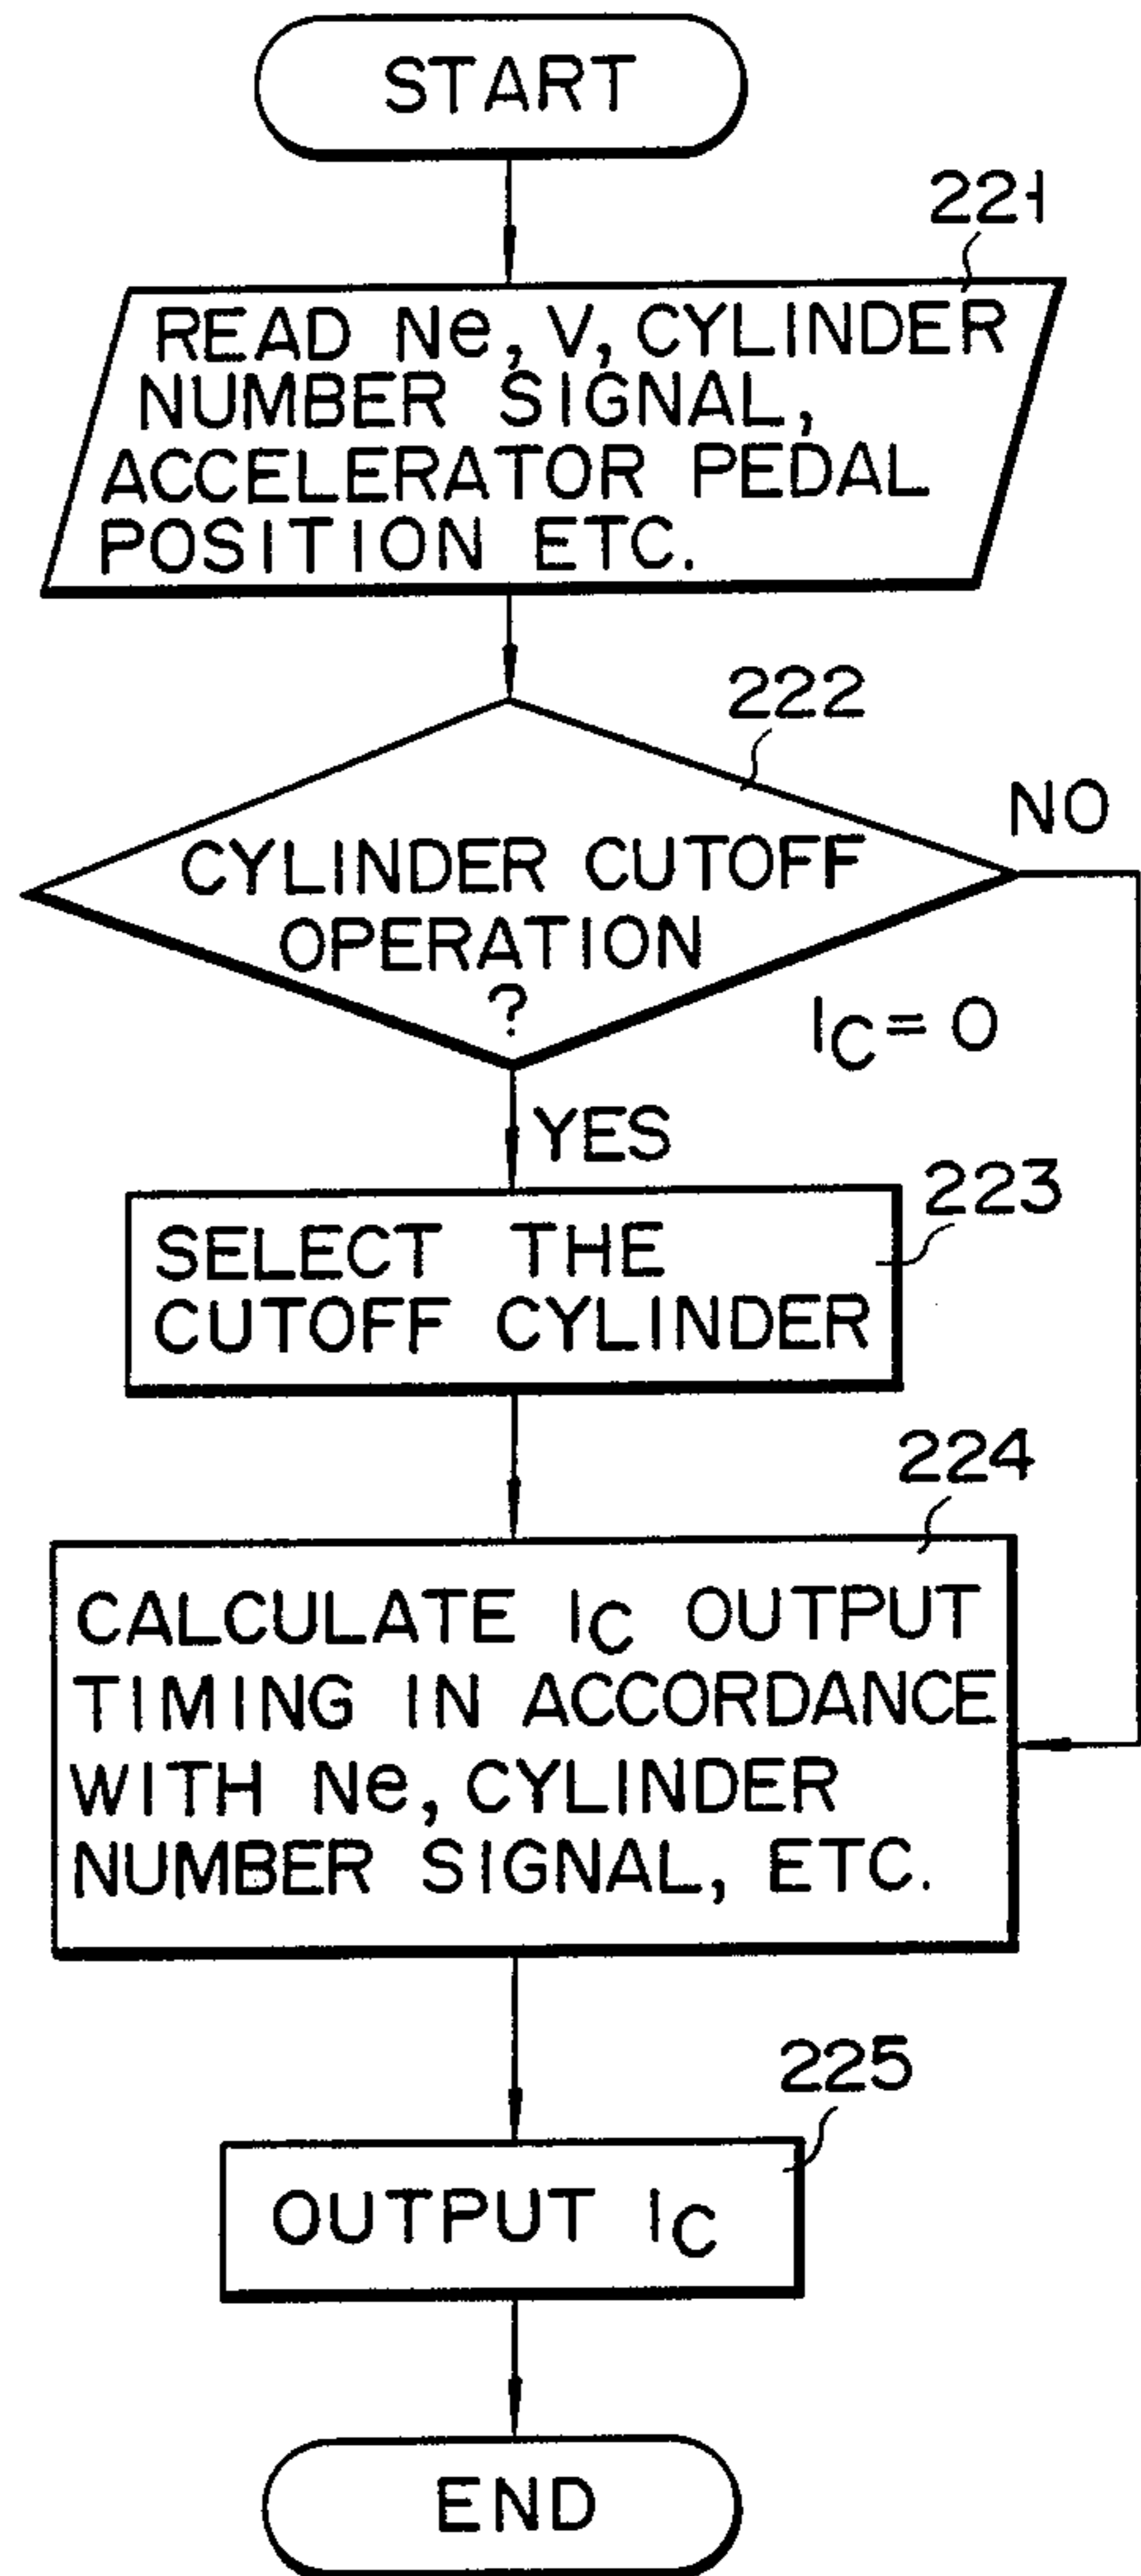 START
221
READ Ne, V, CYLINDER
NUMBER SIGNAL,
ACCELERATOR PEDAL
POSITION ETC.
222
NO
CYLINDER CUTOFF
OPERATION
?
IC = 0
YES
223
SELECT THE
CUTOFF CYLINDER
224
CALCULATE IC OUTPUT
TIMING IN ACCORDANCE
WITH Ne, CYLINDER
NUMBER SIGNAL, ETC.
225
OUTPUT IC
END